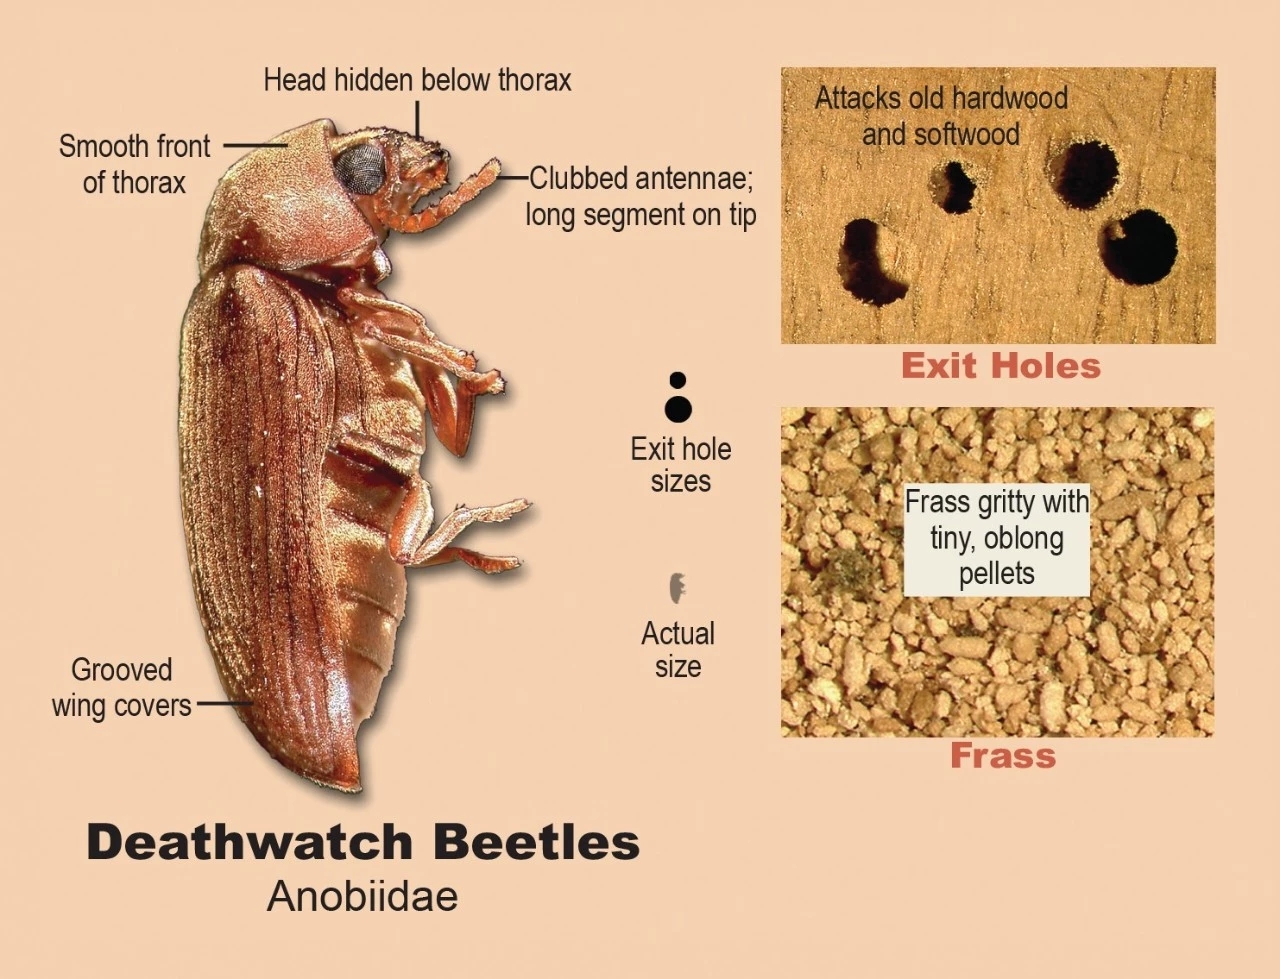 Head hidden below thorax
Smooth front
of thorax
Clubbed antennae;
long segment on tip
Grooved
wing covers
Exit hole
sizes
Actual
size
Attacks old hardwood
and softwood
Exit Holes
Frass gritty with
tiny, oblong
pellets
Frass
Deathwatch Beetles
Anobiidae